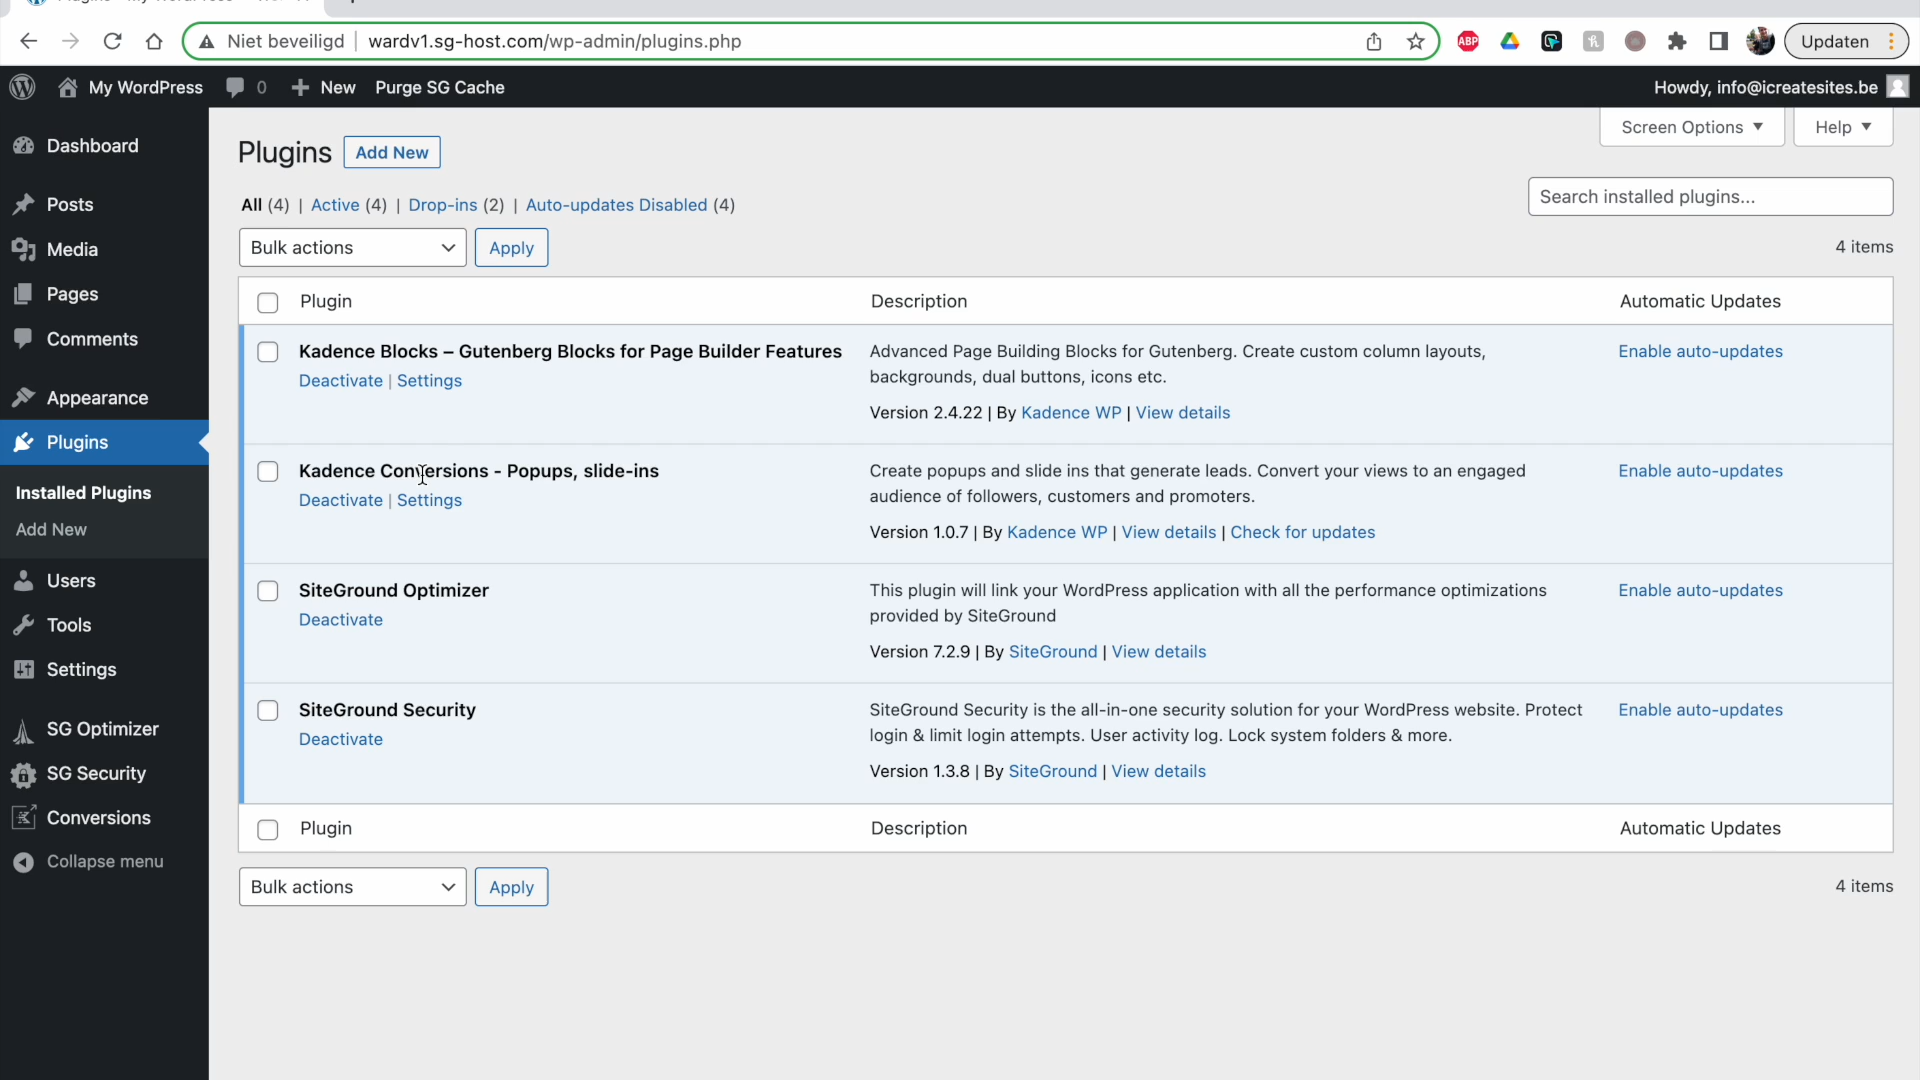 Niet beveiligd | wardv1.sg-host.com/wp-admin/plugins.php
ABP
Updaten
My WordPress 0 New Purge SG Cache
Howdy, info@icreatesites.be
Screen Options Help
Dashboard
Posts
Media
Pages
Comments
Appearance
Plugins
Installed Plugins
Add New
Users
Tools
Settings
SG Optimizer
SG Security
Conversions
Collapse menu
Plugins Add New
All (4) | Active (4) | Drop-ins (2) | Auto-updates Disabled (4)
Search installed plugins...
Bulk actions Apply
4 items
Plugin Description Automatic Updates
Kadence Blocks – Gutenberg Blocks for Page Builder Features
Deactivate | Settings
Advanced Page Building Blocks for Gutenberg. Create custom column layouts,
backgrounds, dual buttons, icons etc.
Version 2.4.22 | By Kadence WP | View details
Enable auto-updates
Kadence Conversions - Popups, slide-ins
Deactivate | Settings
Create popups and slide ins that generate leads. Convert your views to an engaged
audience of followers, customers and promoters.
Version 1.0.7 | By Kadence WP | View details | Check for updates
Enable auto-updates
SiteGround Optimizer
Deactivate
This plugin will link your WordPress application with all the performance optimizations
provided by SiteGround
Version 7.2.9 | By SiteGround | View details
Enable auto-updates
SiteGround Security
Deactivate
SiteGround Security is the all-in-one security solution for your WordPress website. Protect
login & limit login attempts. User activity log. Lock system folders & more.
Version 1.3.8 | By SiteGround | View details
Enable auto-updates
Plugin Description Automatic Updates
Bulk actions Apply
4 items